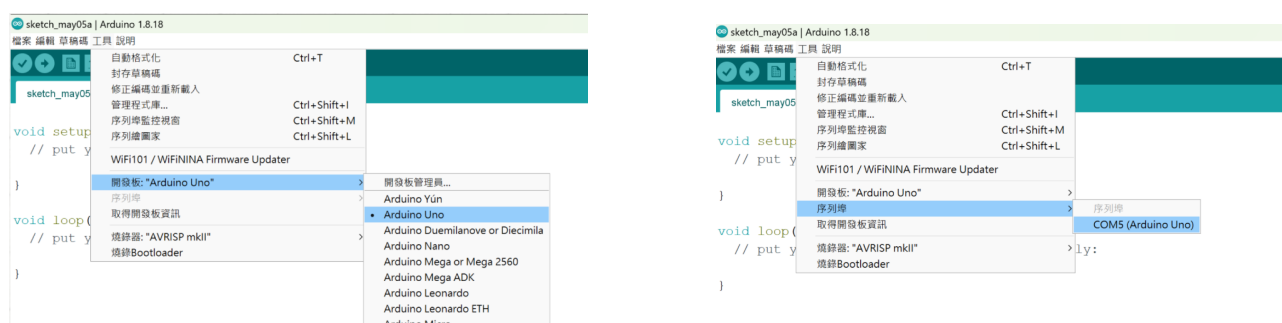 sketch_may05a | Arduino 1.8.18
檔案 編輯 草稿碼 工具 說明
自動格式化 Ctrl+T
封存草稿碼
修正編碼並重新載入
管理程式庫... Ctrl+Shift+I
序列埠監控視窗 Ctrl+Shift+M
序列繪圖家 Ctrl+Shift+L
WiFi101 / WiFiNINA Firmware Updater
開發板: "Arduino Uno"
序列埠
取得開發板資訊
燒錄器: "AVRISP mkII"
燒錄Bootloader
sketch_may05
void setup
// put y
}
void loop(
// put y
}
開發板管理員...
Arduino Yún
Arduino Uno
Arduino Duemilanove or Diecimila
Arduino Nano
Arduino Mega or Mega 2560
Arduino Mega ADK
Arduino Leonardo
Arduino Leonardo ETH
Arduino Micro
sketch_may05a | Arduino 1.8.18
檔案 編輯 草稿碼 工具 說明
自動格式化 Ctrl+T
封存草稿碼
修正編碼並重新載入
管理程式庫... Ctrl+Shift+I
序列埠監控視窗 Ctrl+Shift+M
序列繪圖家 Ctrl+Shift+L
WiFi101 / WiFiNINA Firmware Updater
開發板: "Arduino Uno"
序列埠
取得開發板資訊
燒錄器: "AVRISP mkII"
燒錄Bootloader
序列埠
COM5 (Arduino Uno)
sketch_may05
void setup
// put y
}
void loop(
// put y ly:
}